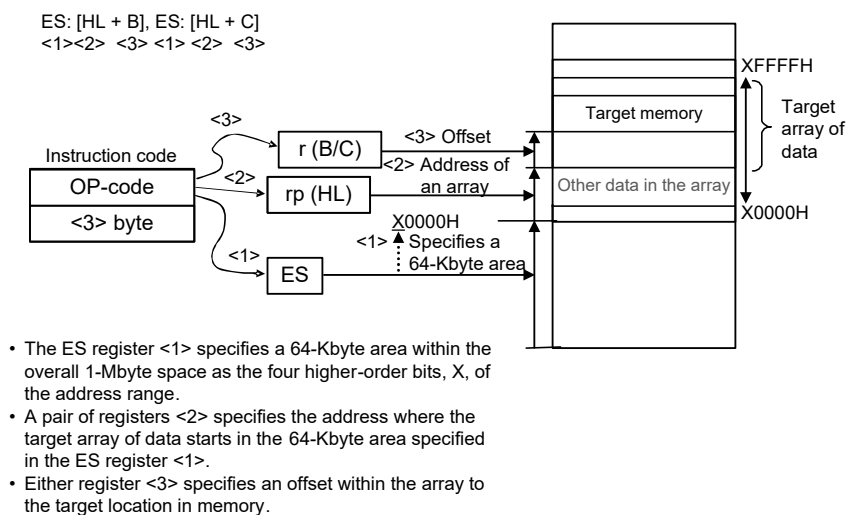 ES: [HL + B], ES: [HL + C]
<1><2> <3> <1> <2> <3>
XFFFFH
Target memory
Target
array of
data
<3>
r (B/C)
<3> Offset
Instruction code
OP-code
<3> byte
<2>
rp (HL)
<2> Address of
an array
Other data in the array
X0000H
X0000H
<1> Specifies a
64-Kbyte area
<1>
ES
• The ES register <1> specifies a 64-Kbyte area within the
overall 1-Mbyte space as the four higher-order bits, X, of
the address range.
• A pair of registers <2> specifies the address where the
target array of data starts in the 64-Kbyte area specified
in the ES register <1>.
• Either register <3> specifies an offset within the array to
the target location in memory.